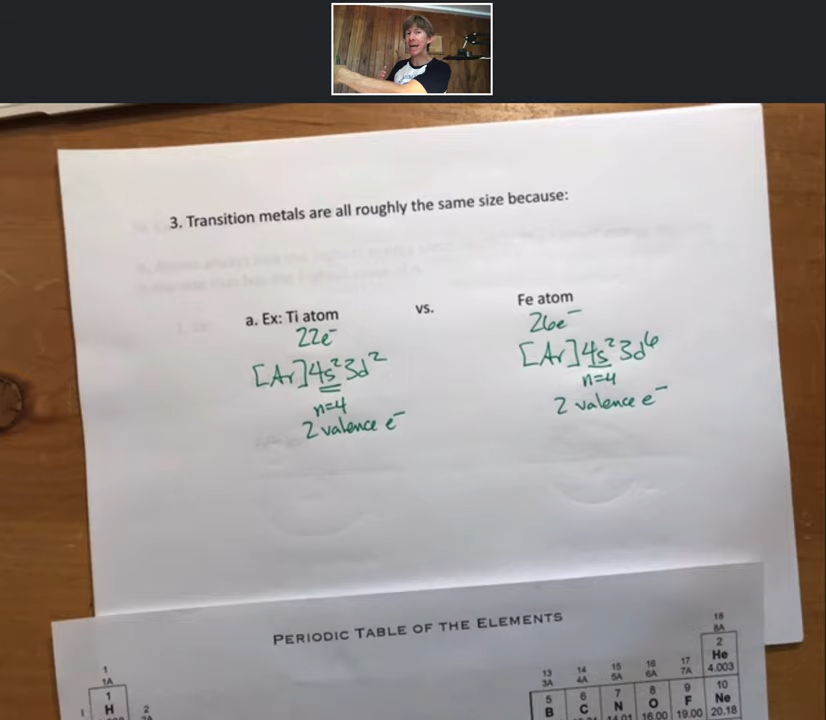 3. Transition metals are all roughly the same size because:
a. Ex: Ti atom vs. Fe atom
22e⁻ 26e⁻
[Ar]4s²3d² [Ar]4s²3d⁶
n=4 n=4
2 valence e⁻ 2 valence e⁻
PERIODIC TABLE OF THE ELEMENTS
18
8A
1 13 14 15 16 17 2
1A 3A 4A 5A 6A 7A He
1 4.003
H 2 5 6 7 8 9 10
1 B C N O F Ne
14.01 16.00 19.00 20.18